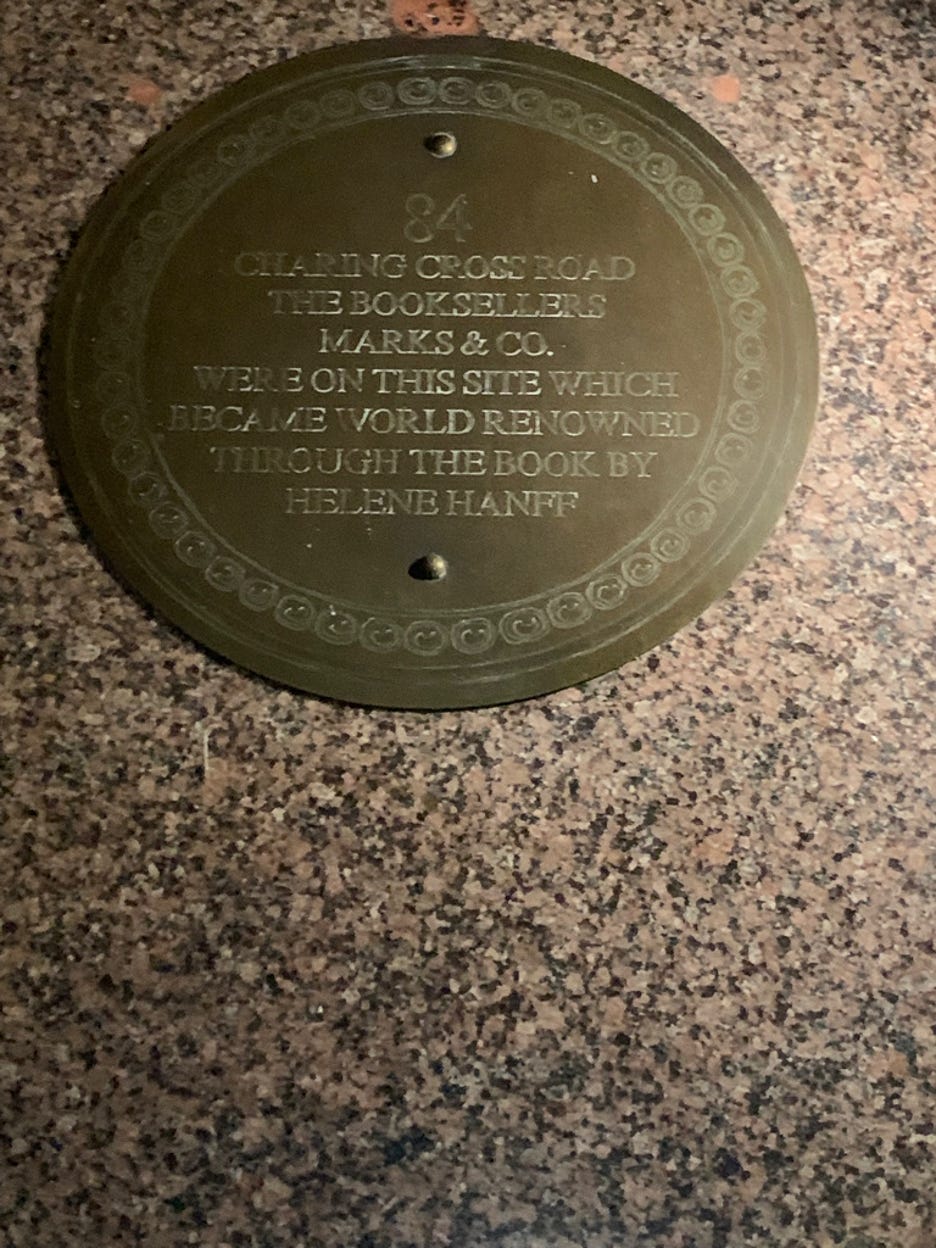 84
CHARING CROSS ROAD
THE BOOKSELLERS
MARKS & CO.
WERE ON THIS SITE WHICH
BECAME WORLD RENOWNED
THROUGH THE BOOK BY
HELENE HANFF